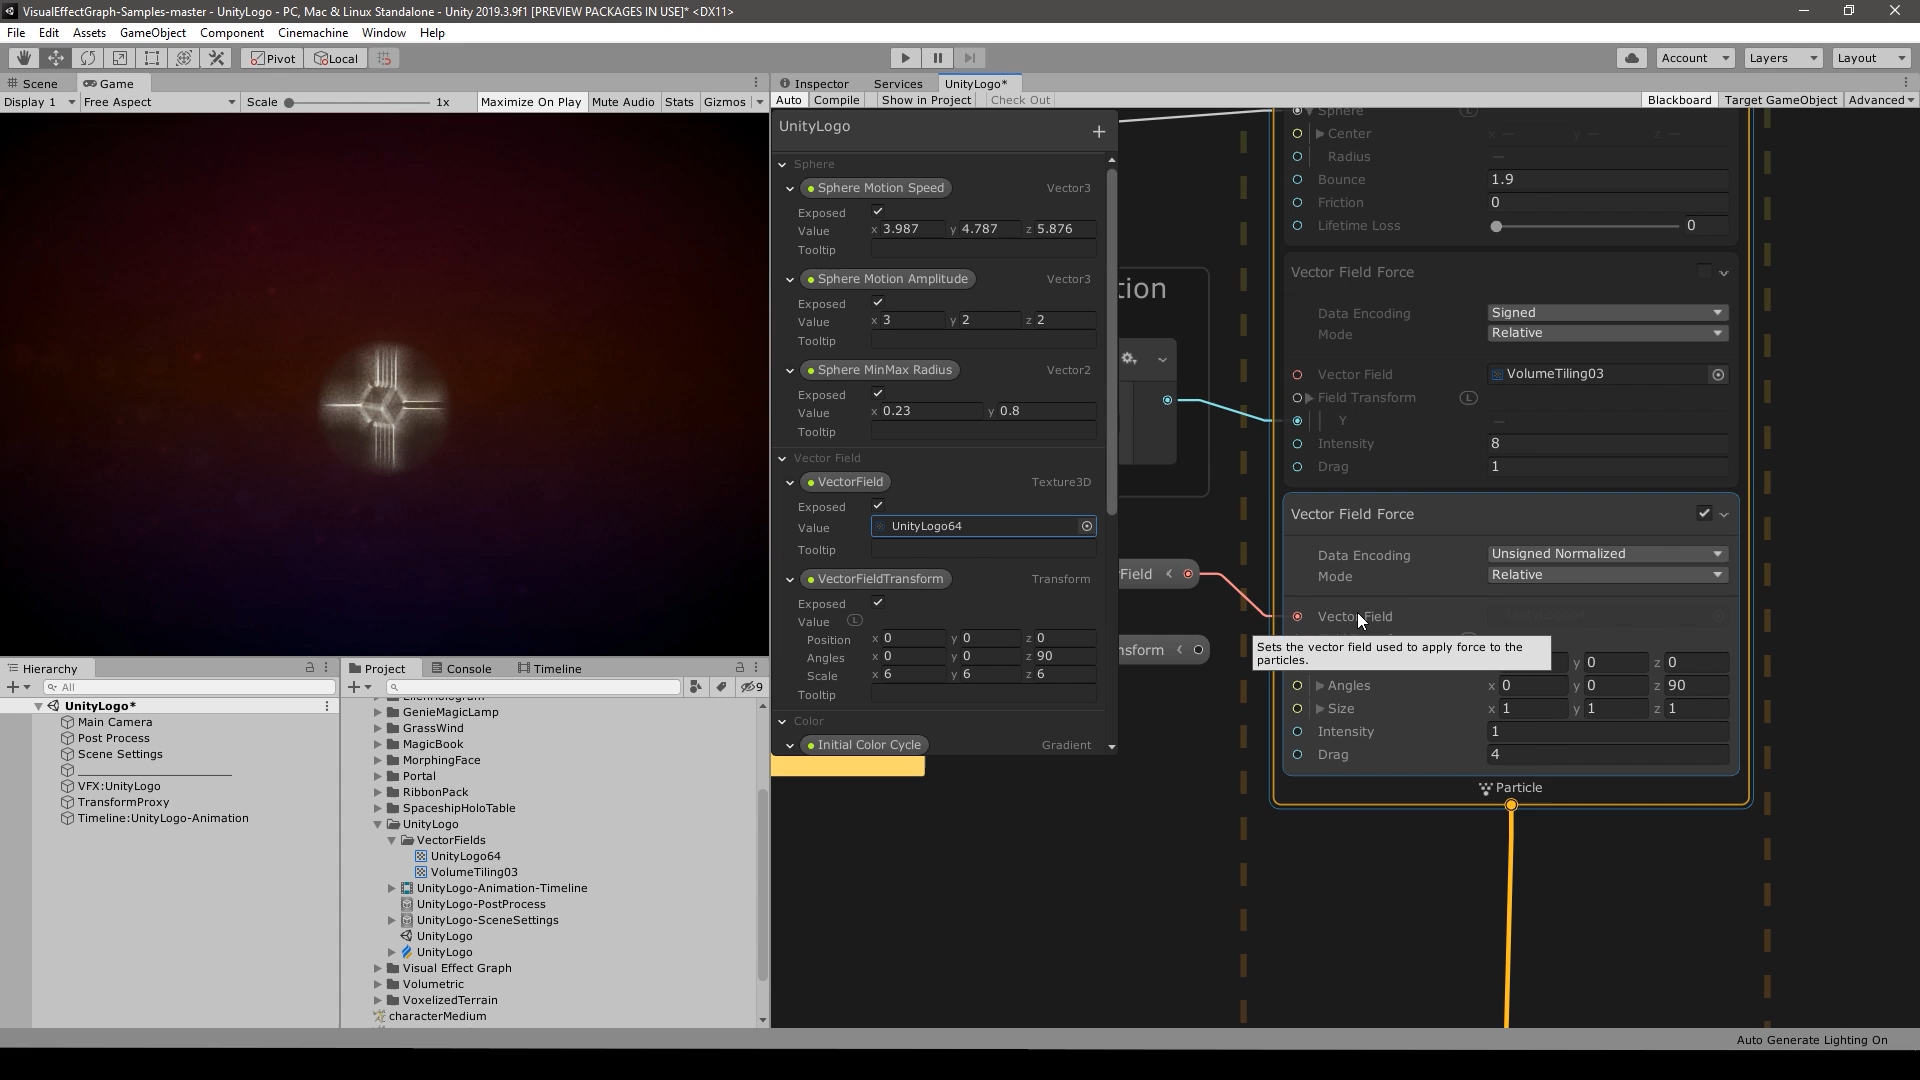 VisualEffectGraph-Samples-master - UnityLogo - PC, Mac & Linux Standalone - Unity 2019.3.9f1 [PREVIEW PACKAGES IN USE]* <DX11>
File Edit Assets GameObject Component Cinemachine Window Help
Pivot Local Account Layers Layout
Scene Game Inspector Services UnityLogo*
Display 1 Free Aspect Scale 1x Maximize On Play Mute Audio Stats Gizmos Auto Compile Show in Project Check Out Blackboard Target GameObject Advanced
UnityLogo
Sphere
Sphere Motion Speed Vector3
Exposed
Value x 3.987 y 4.787 z 5.876
Tooltip
Sphere Motion Amplitude Vector3
Exposed
Value x 3 y 2 z 2
Tooltip
Sphere MinMax Radius Vector2
Exposed
Value x 0.23 y 0.8
Tooltip
Vector Field
VectorField Texture3D
Exposed
Value UnityLogo64
Tooltip
VectorFieldTransform Transform
Exposed
Value L
Position x 0 y 0 z 0
Angles x 0 y 0 z 90
Scale x 6 y 6 z 6
Tooltip
Color
Initial Color Cycle Gradient
tion
Field
nsform
Sphere L
Center x — y — z —
Radius —
Bounce 1.9
Friction 0
Lifetime Loss 0
Vector Field Force
Data Encoding Signed
Mode Relative
Vector Field VolumeTiling03
Field Transform L
Y —
Intensity 8
Drag 1
Vector Field Force
Data Encoding Unsigned Normalized
Mode Relative
Vector Field
Sets the vector field used to apply force to the
particles.
y 0 z 0
Angles x 0 y 0 z 90
Size x 1 y 1 z 1
Intensity 1
Drag 4
Particle
Hierarchy
All
UnityLogo*
Main Camera
Post Process
Scene Settings
VFX:UnityLogo
TransformProxy
Timeline:UnityLogo-Animation
Project Console Timeline
9
GenieMagicLamp
GrassWind
MagicBook
MorphingFace
Portal
RibbonPack
SpaceshipHoloTable
UnityLogo
VectorFields
UnityLogo64
VolumeTiling03
UnityLogo-Animation-Timeline
UnityLogo-PostProcess
UnityLogo-SceneSettings
UnityLogo
UnityLogo
Visual Effect Graph
Volumetric
VoxelizedTerrain
characterMedium
Auto Generate Lighting On